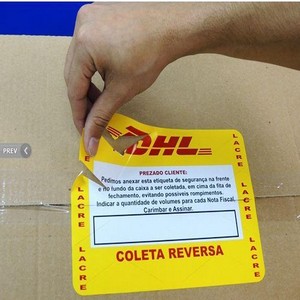 PREV
DHL
PREZADO CLIENTE:
Pedimos anexar esta etiqueta de segurança na frente
e no fundo da caixa a ser coletada, em cima da fita de
fechamento, evitando possíveis rompimentos.
Indicar a quantidade de volumes para cada Nota Fiscal,
Carimbar e Assinar.
COLETA REVERSA
LACRE
LACRE
LACRE
LACRE
LACRE